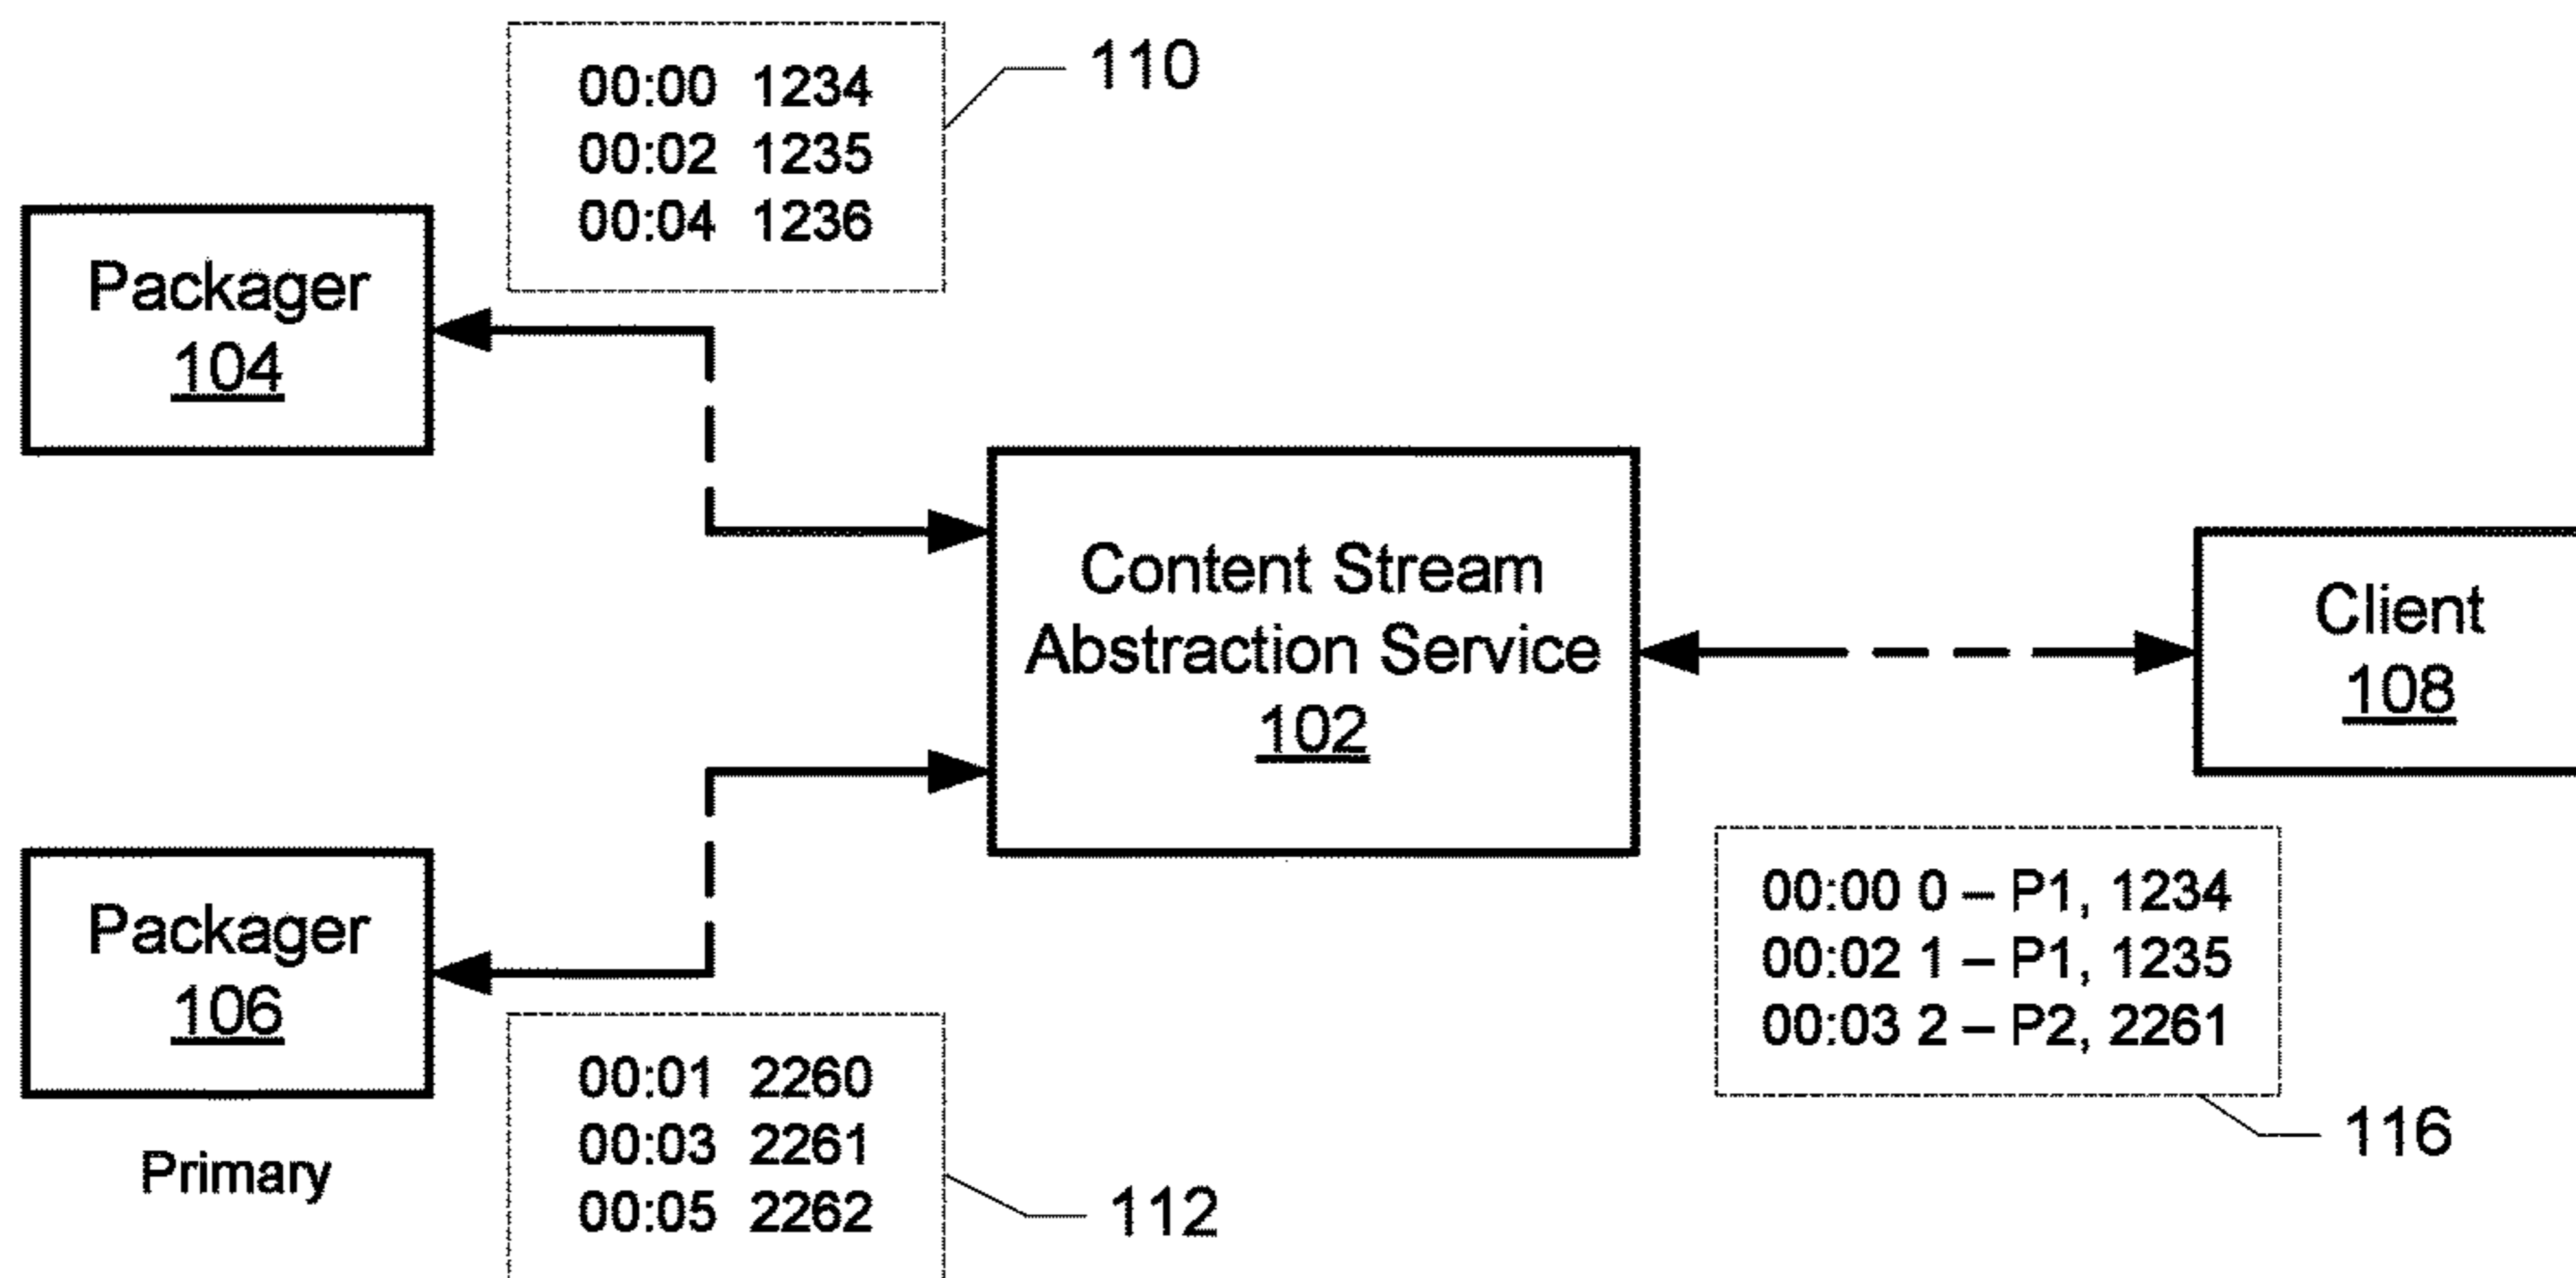 00:00 1234
00:02 1235
00:04 1236
110
Packager
104
Content Stream
Abstraction Service
102
Client
108
Packager
106
Primary
00:01 2260
00:03 2261
00:05 2262
112
00:00 0 – P1, 1234
00:02 1 – P1, 1235
00:03 2 – P2, 2261
116